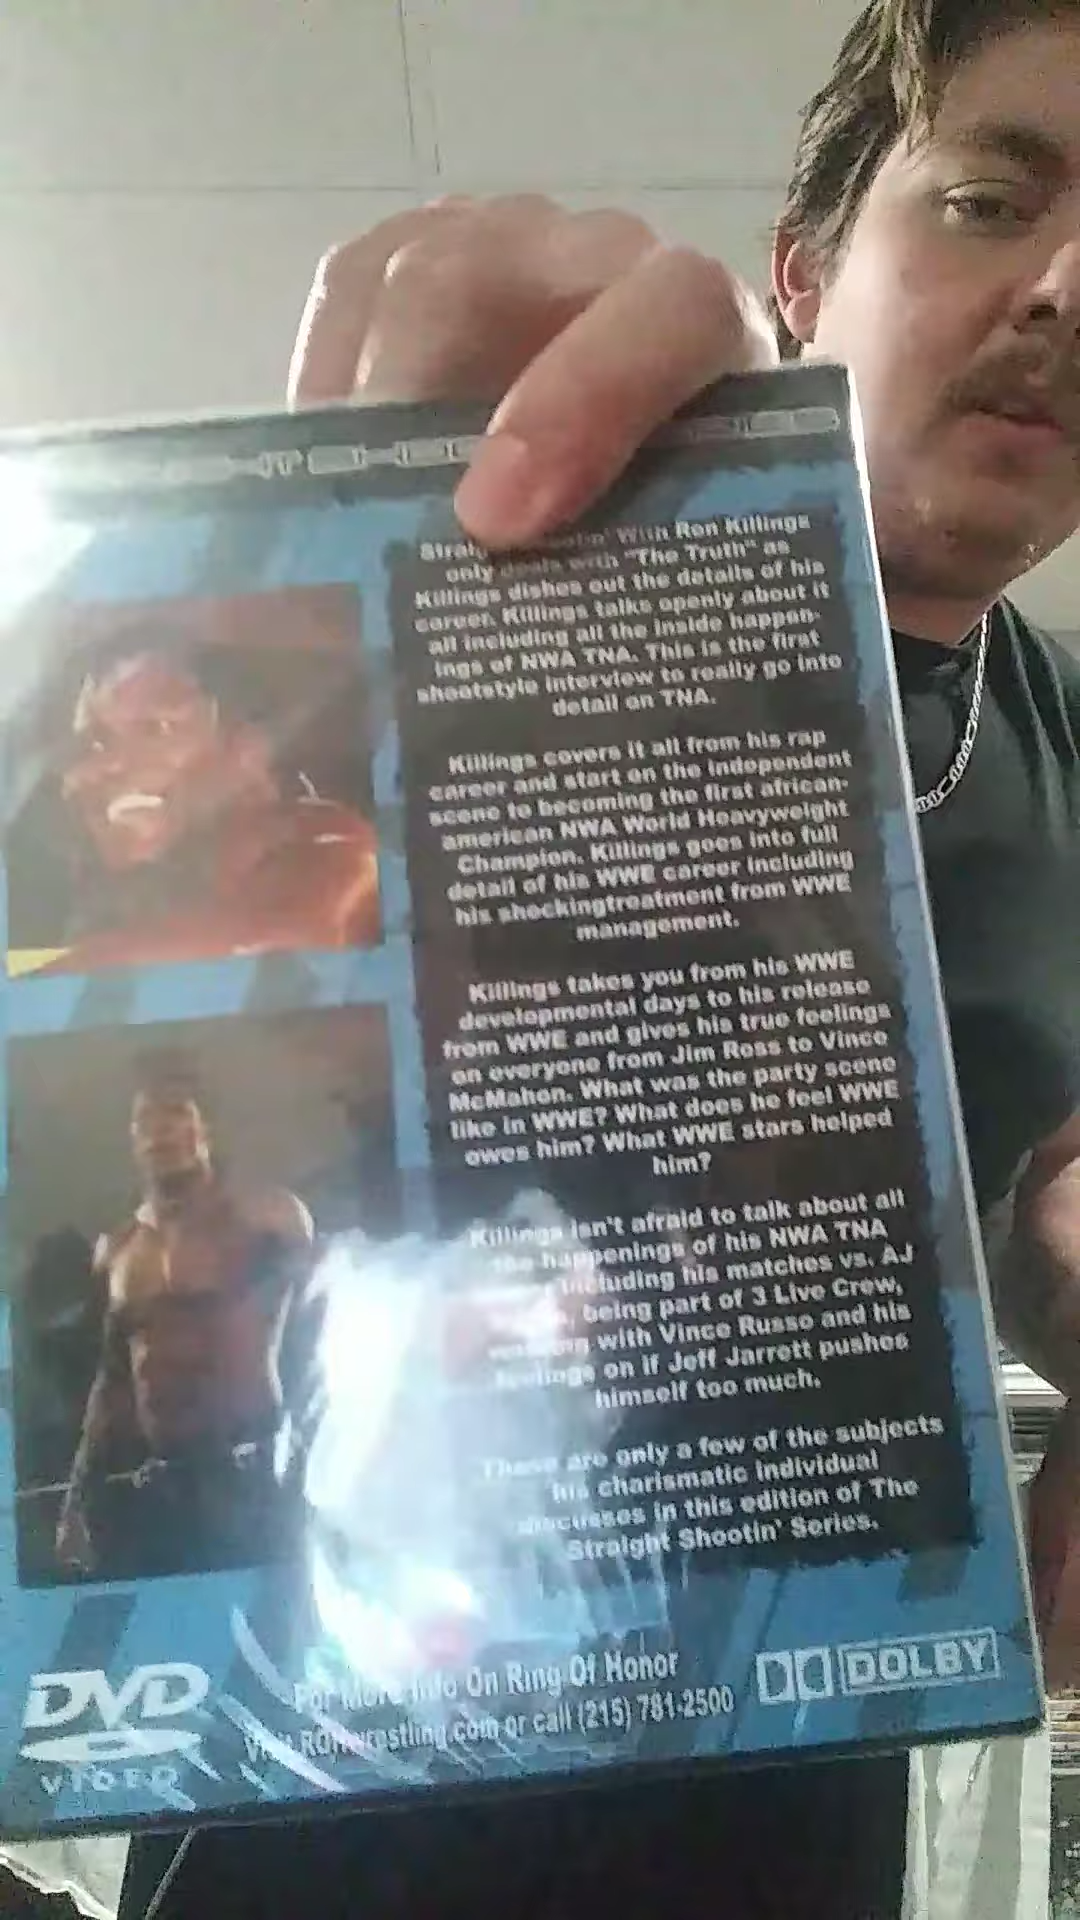 With Ron Killings
only deals with "The Truth" as
Killings dishes out the details of his
career. Killings talks openly about it
all including all the inside happen-
ings of NWA TNA. This is the first
shootstyle interview to really go into
detail on TNA.
Killings covers it all from his rap
career and start on the independent
scene to becoming the first african-
american NWA World Heavyweight
Champion. Killings goes into full
detail of his WWE career including
his shockingtreatment from WWE
management.
Killings takes you from his WWE
developmental days to his release
from WWE and gives his true feelings
on everyone from Jim Ross to Vince
McMahon. What was the party scene
like in WWE? What does he feel WWE
owes him? What WWE stars helped
him?
Killings isn't afraid to talk about all
the happenings of his NWA TNA
including his matches vs. AJ
being part of 3 Live Crew,
with Vince Russo and his
feelings on if Jeff Jarrett pushes
himself too much.
These are only a few of the subjects
his charismatic individual
discusses in this edition of The
Straight Shootin' Series.
For More Info On Ring Of Honor
ROHwrestling.com or call (215) 781-2500
DVD
VIDEO
DOLBY